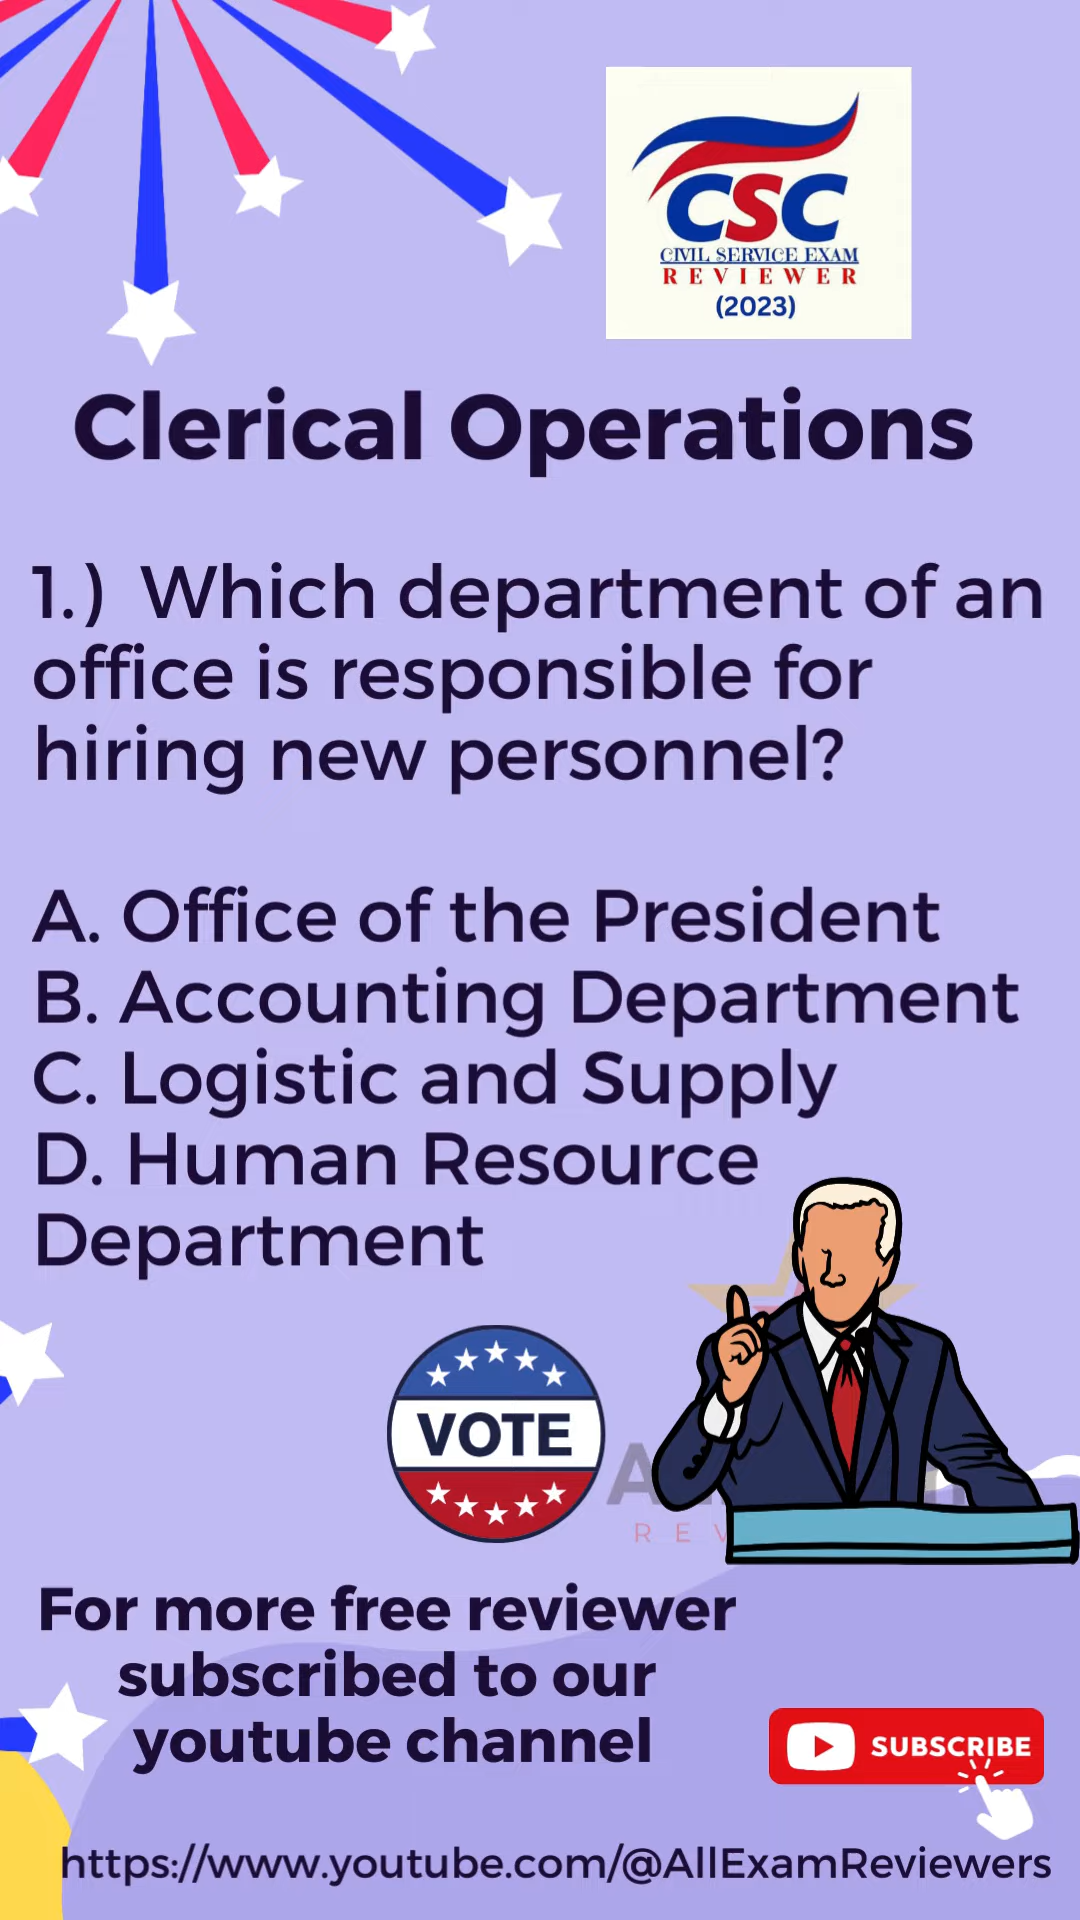 CSC
CIVIL SERVICE EXAM
REVIEWER
(2023)
Clerical Operations
1.) Which department of an
office is responsible for
hiring new personnel?
A. Office of the President
B. Accounting Department
C. Logistic and Supply
D. Human Resource
Department
VOTE
For more free reviewer
subscribed to our
youtube channel
SUBSCRIBE
https://www.youtube.com/@AllExamReviewers